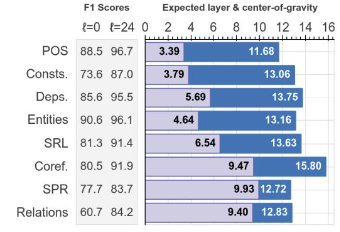 F1 Scores Expected layer & center-of-gravity
ℓ=0 ℓ=24 0 2 4 6 8 10 12 14 16
POS 88.5 96.7 3.39 11.68
Consts. 73.6 87.0 3.79 13.06
Deps. 85.6 95.5 5.69 13.75
Entities 90.6 96.1 4.64 13.16
SRL 81.3 91.4 6.54 13.63
Coref. 80.5 91.9 9.47 15.80
SPR 77.7 83.7 9.93 12.72
Relations 60.7 84.2 9.40 12.83